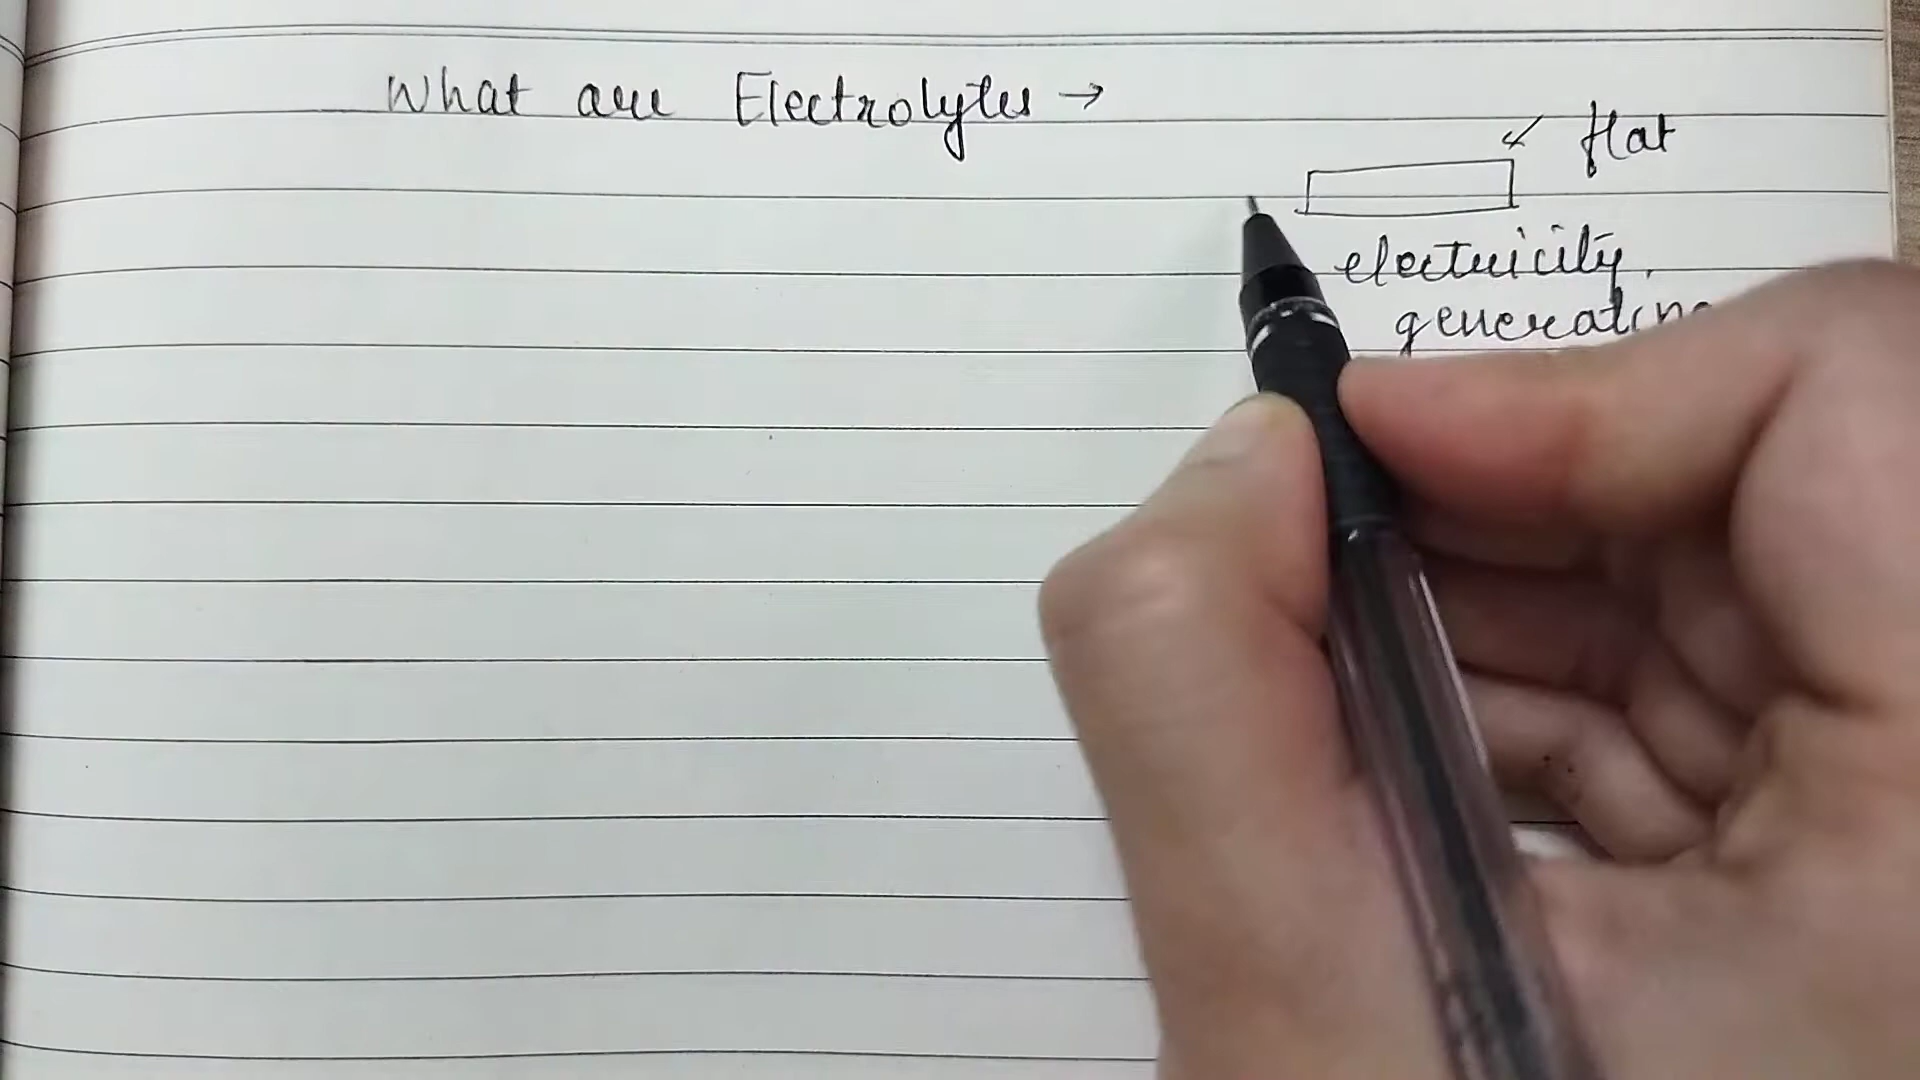 What are Electrolytes →
flat
electricity.
generating